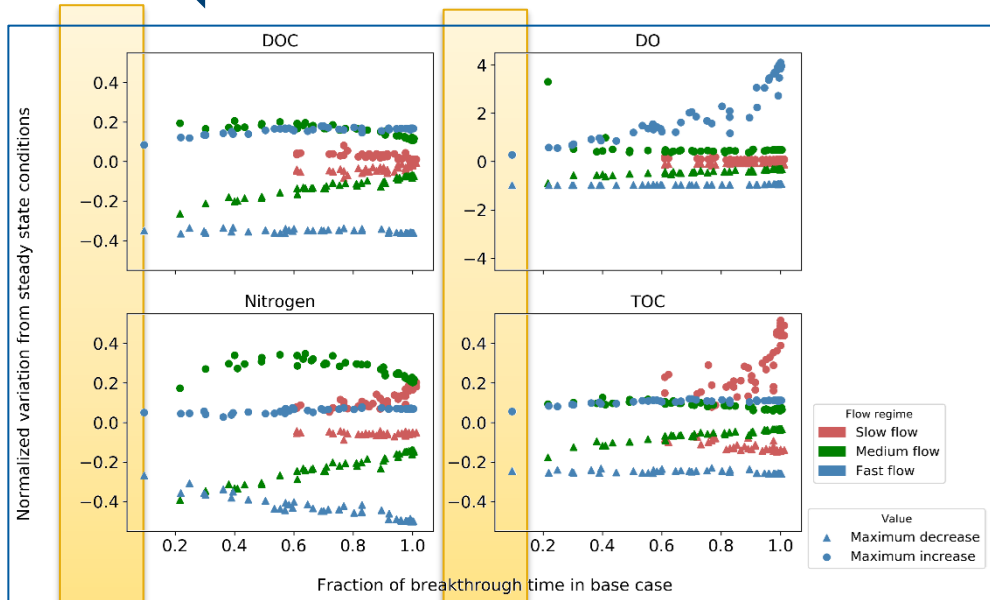 DOC
DO
0.4
0.2
0.0
−0.2
−0.4
4
2
0
−2
−4
Normalized variation from steady state conditions
Nitrogen
TOC
0.4
0.2
0.0
−0.2
−0.4
0.4
0.2
0.0
−0.2
−0.4
0.2 0.4 0.6 0.8 1.0
0.2 0.4 0.6 0.8 1.0
Fraction of breakthrough time in base case
Flow regime
Slow flow
Medium flow
Fast flow
Value
Maximum decrease
Maximum increase